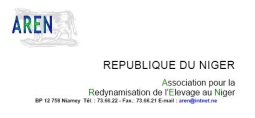 AREN
REPUBLIQUE DU NIGER
Association pour la
Redynamisation de l'Elevage au Niger
BP 12 758 Niamey Tél. : 73.66.22 - Fax.: 73.66.21 E-mail : aren@intnet.ne